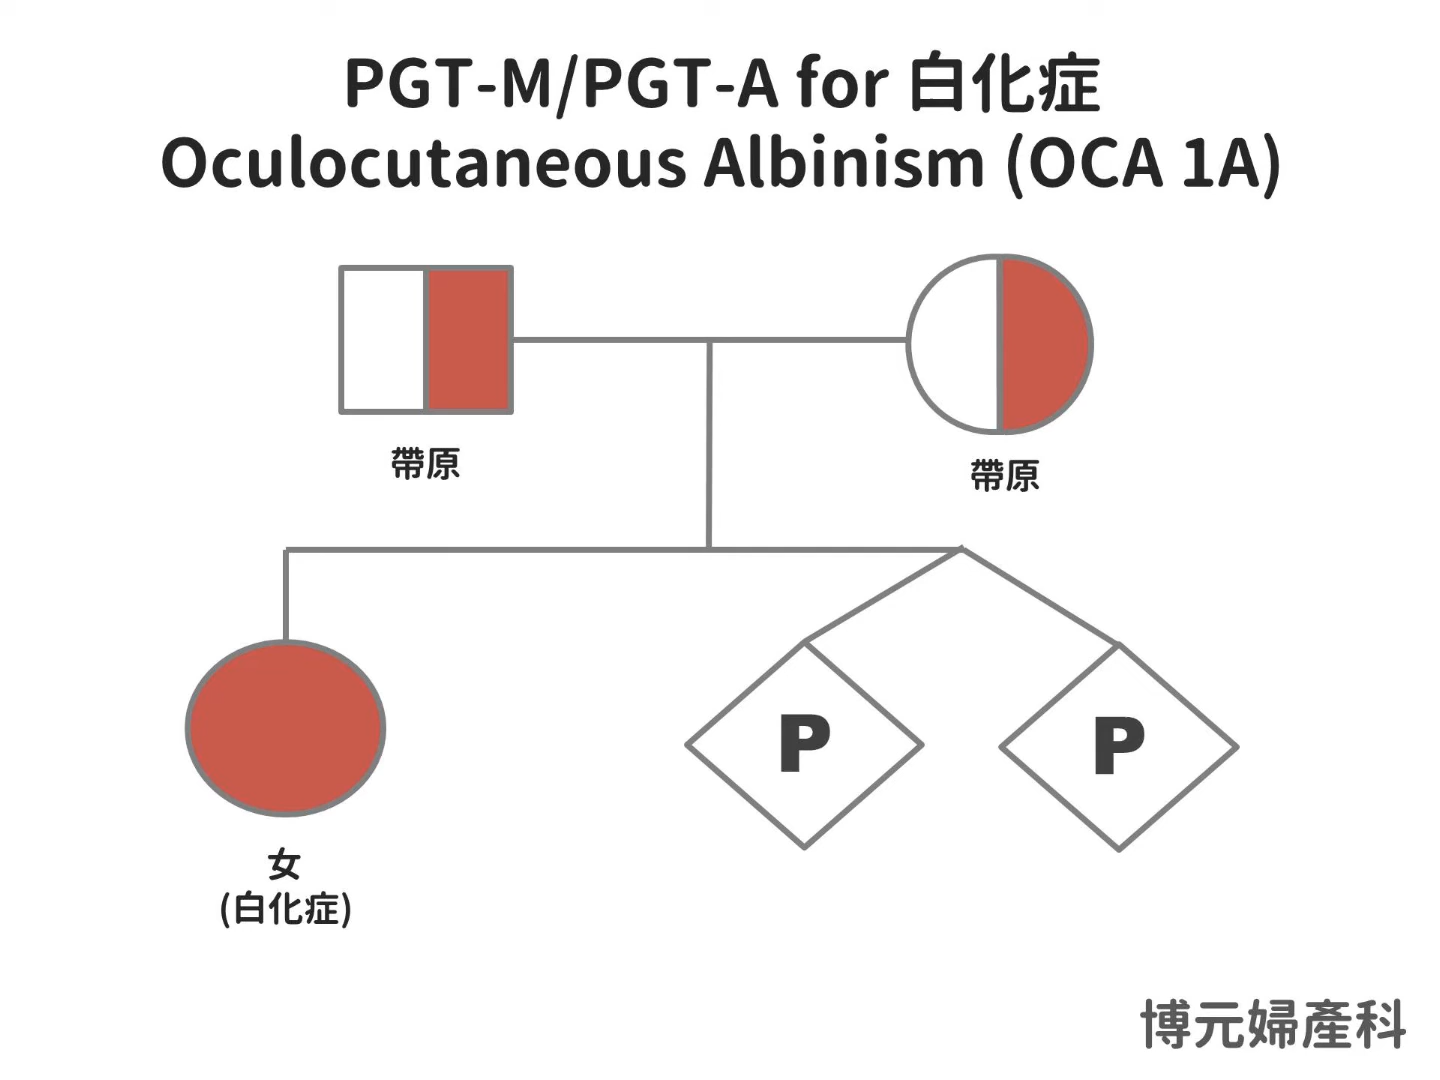 PGT-M/PGT-A for 白化症
Oculocutaneous Albinism (OCA 1A)
帶原
帶原
P
P
女
(白化症)
博元婦產科